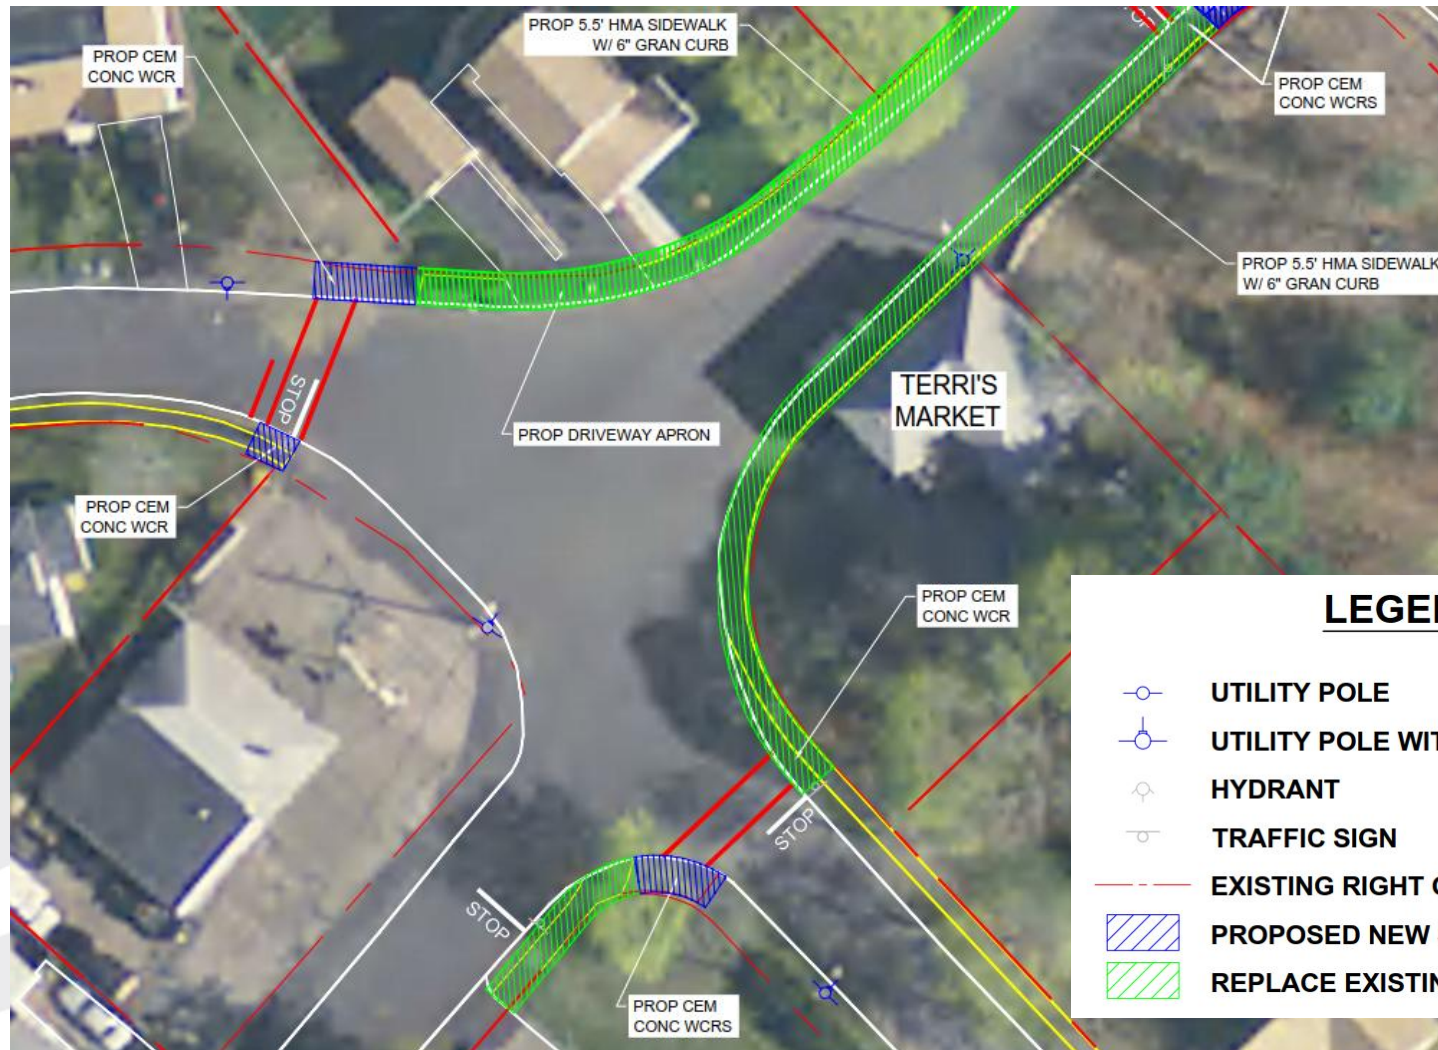 PROP 5.5' HMA SIDEWALK
W/ 6" GRAN CURB
PROP CEM
CONC WCR
PROP CEM
CONC WCRS
PROP 5.5' HMA SIDEWALK
W/ 6" GRAN CURB
STOP
TERRI'S
MARKET
PROP DRIVEWAY APRON
PROP CEM
CONC WCR
PROP CEM
CONC WCR
STOP
STOP
PROP CEM
CONC WCRS
LEGE
UTILITY POLE
UTILITY POLE WIT
HYDRANT
TRAFFIC SIGN
EXISTING RIGHT
PROPOSED NEW
REPLACE EXISTIN